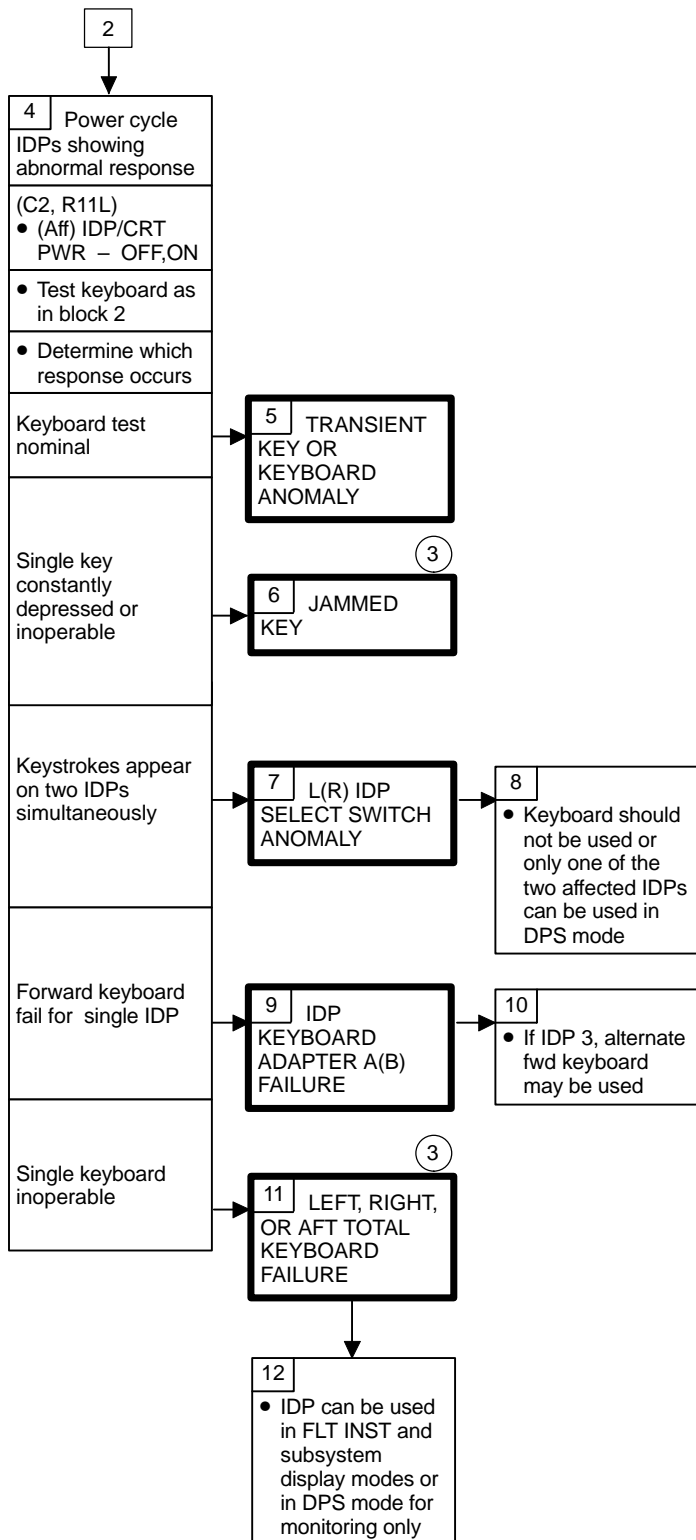 2
4 Power cycle
IDPs showing
abnormal response
(C2, R11L)
• (Aff) IDP/CRT
PWR – OFF,ON
• Test keyboard as
in block 2
• Determine which
response occurs
Keyboard test
nominal
5 TRANSIENT
KEY OR
KEYBOARD
ANOMALY
Single key
constantly
depressed or
inoperable
3
6 JAMMED
KEY
Keystrokes appear
on two IDPs
simultaneously
7 L(R) IDP
SELECT SWITCH
ANOMALY
8
• Keyboard should
not be used or
only one of the
two affected IDPs
can be used in
DPS mode
Forward keyboard
fail for single IDP
9 IDP
KEYBOARD
ADAPTER A(B)
FAILURE
10
• If IDP 3, alternate
fwd keyboard
may be used
Single keyboard
inoperable
3
11 LEFT, RIGHT,
OR AFT TOTAL
KEYBOARD
FAILURE
12
• IDP can be used
in FLT INST and
subsystem
display modes or
in DPS mode for
monitoring only